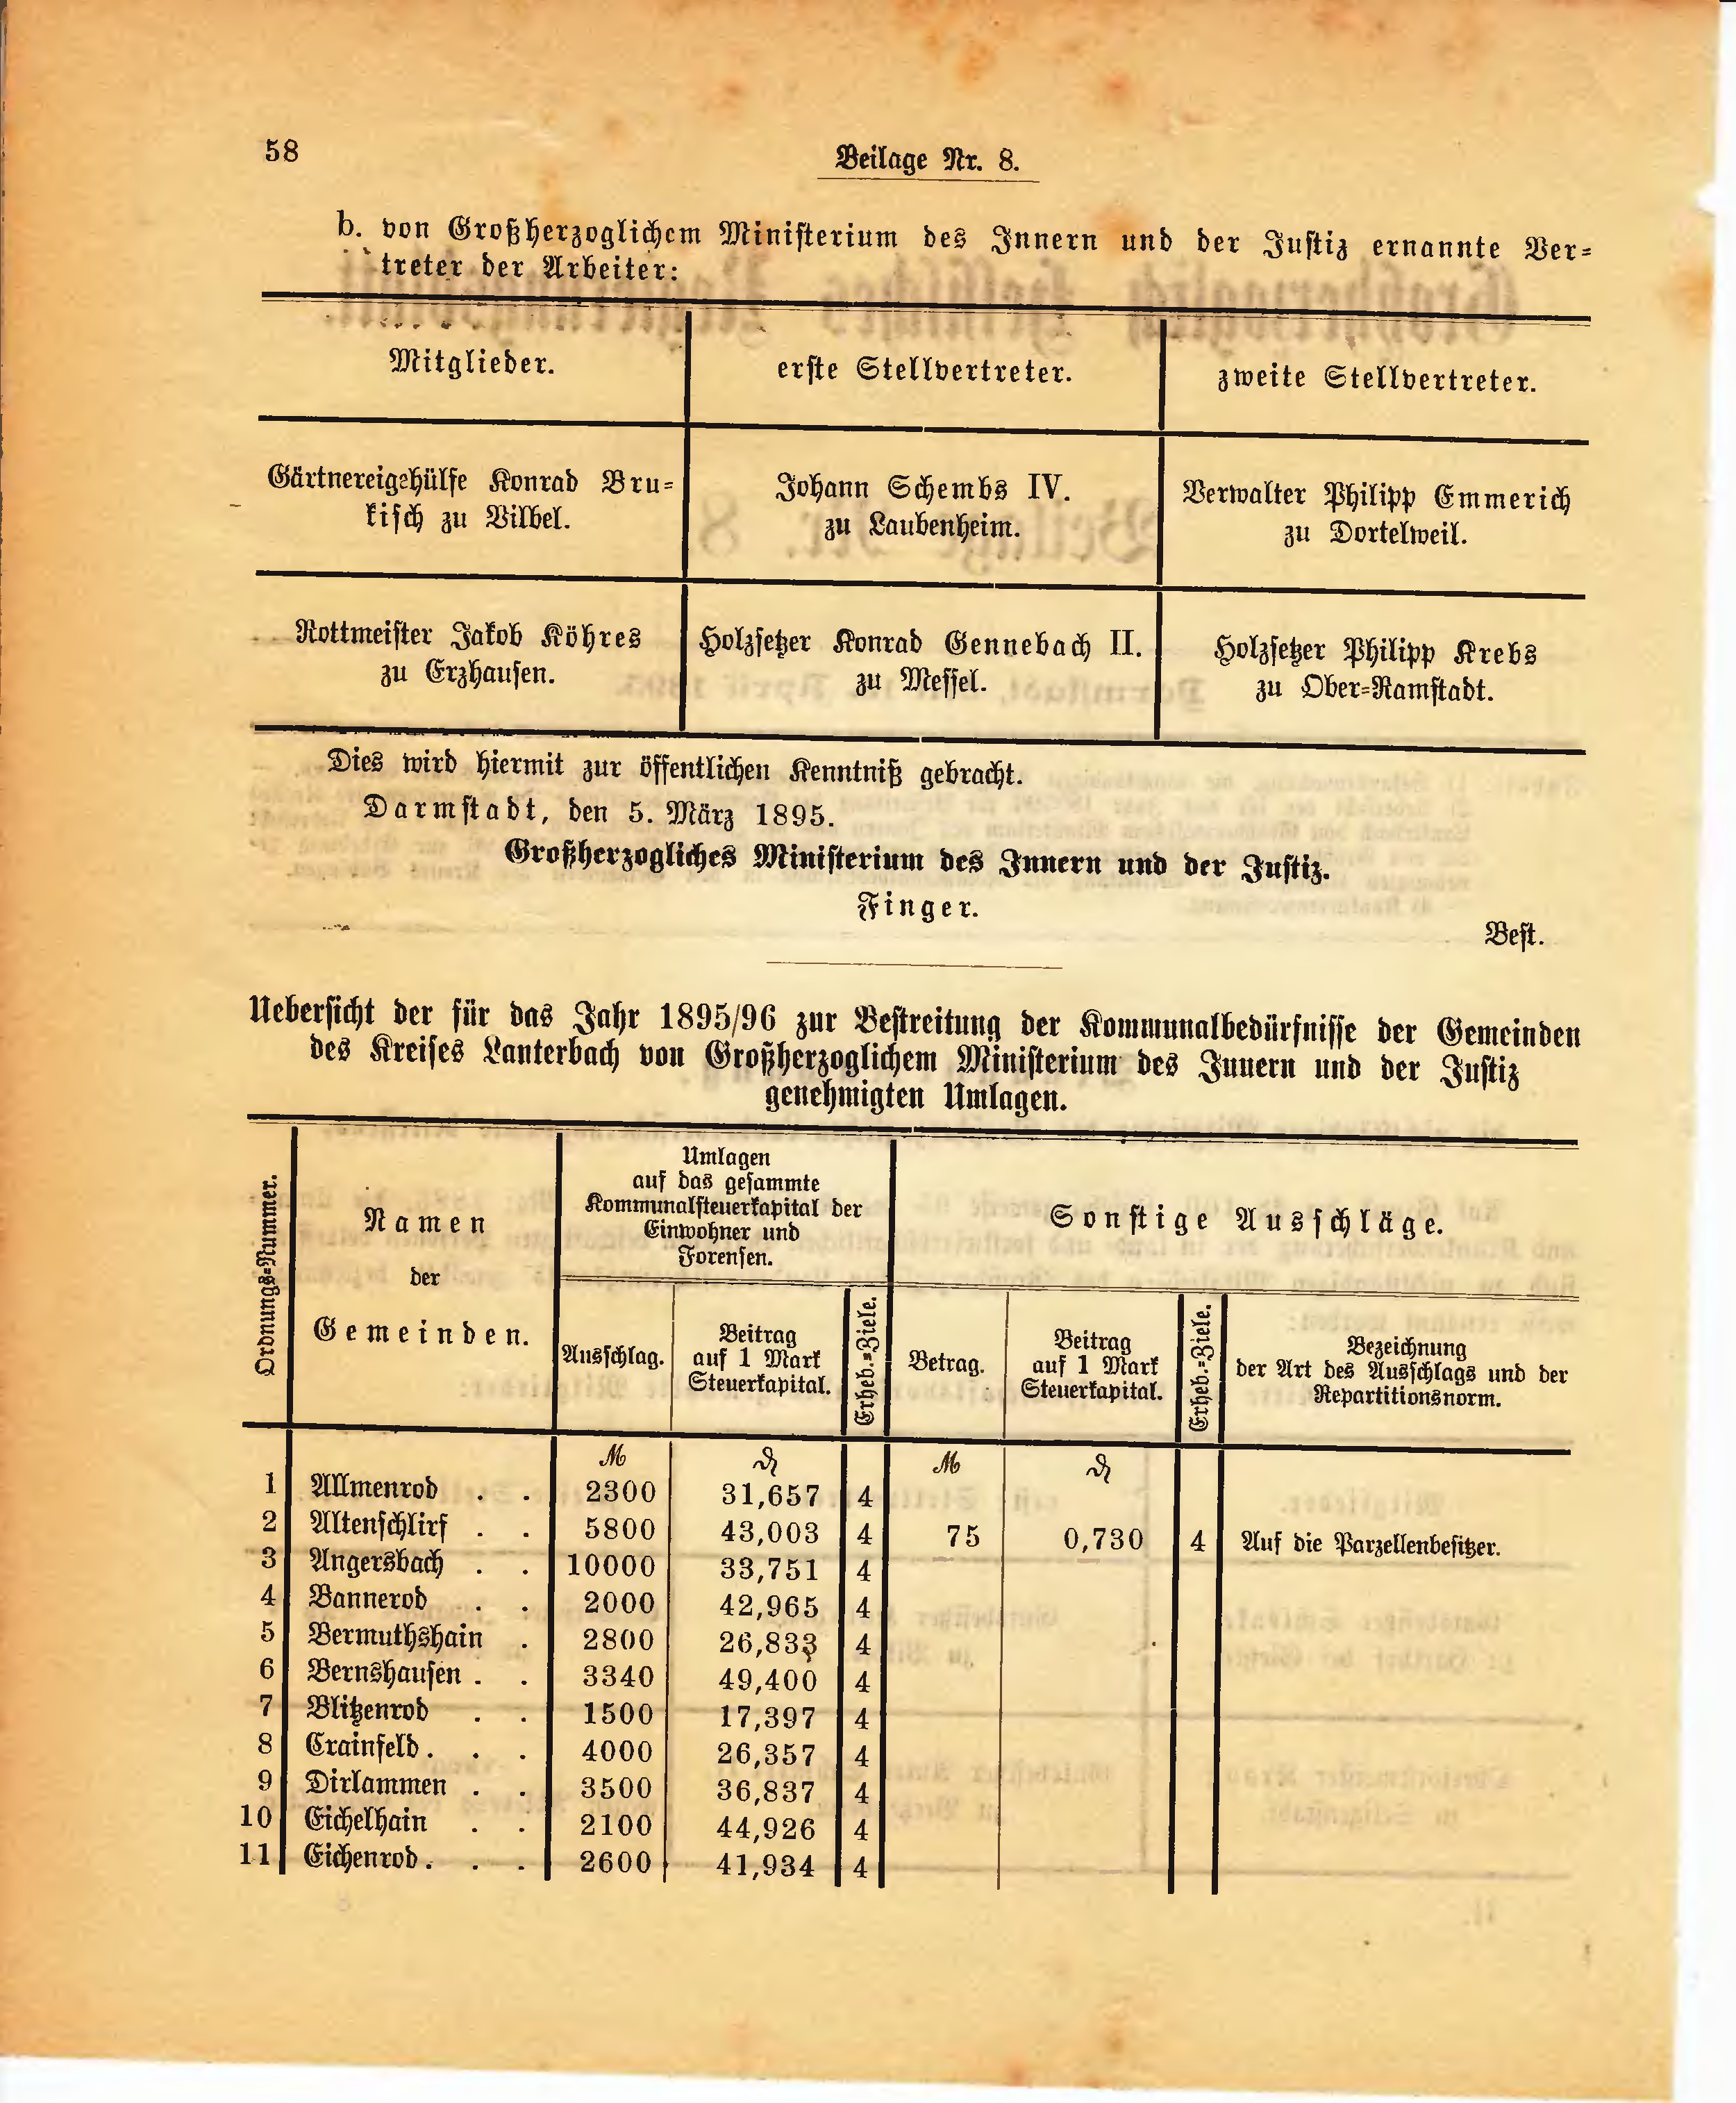 58
Beilage Nr. 8.
b. von Großherzoglichem Ministerium des Innern und der Justiz ernannte Ver-
treter der Arbeiter:
Mitglieder.
erste Stellvertreter.
zweite Stellvertreter.
Gärtnereigehülfe Konrad Bru-
kisch zu Vilbel.
Johann Schembs IV.
zu Laubenheim.
Verwalter Philipp Emmerich
zu Dortelweil.
Rottmeister Jakob Köhres
zu Erzhausen.
Holzsetzer Konrad Gennebach II.
zu Messel.
Holzsetzer Philipp Krebs
zu Ober-Ramstadt.
Dies wird hiermit zur öffentlichen Kenntniß gebracht.
Darmstadt, den 5. März 1895.
Großherzogliches Ministerium des Innern und der Justiz.
Finger.
Best.
Uebersicht der für das Jahr 1895/96 zur Bestreitung der Kommunalbedürfnisse der Gemeinden
des Kreises Lauterbach von Großherzoglichem Ministerium des Innern und der Justiz
genehmigten Umlagen.
Ordnungs-Nummer.
Namen
der
Gemeinden.
Umlagen
auf das gesammte
Kommunalsteuerkapital der
Einwohner und
Forensen.
Sonstige Ausschläge.
Ausschlag.
Beitrag
auf 1 Mark
Steuerkapital.
Erheb.-Ziele.
Betrag.
Beitrag
auf 1 Mark
Steuerkapital.
Erheb.-Ziele.
Bezeichnung
der Art des Ausschlags und der
Repartitionsnorm.
ℳ ₰ ℳ ₰
1 Allmenrod . . 2300 31,657 4
2 Altenschlirf . . 5800 43,003 4 75 0,730 4 Auf die Parzellenbesitzer.
3 Angersbach . . 10000 33,751 4
4 Bannerod . . 2000 42,965 4
5 Bermuthshain . 2800 26,833 4
6 Bernshausen . . 3340 49,400 4
7 Blitzenrod . . 1500 17,397 4
8 Crainfeld . . . 4000 26,357 4
9 Dirlammen . . 3500 36,837 4
10 Eichelhain . . 2100 44,926 4
11 Eichenrod . . . 2600 41,934 4